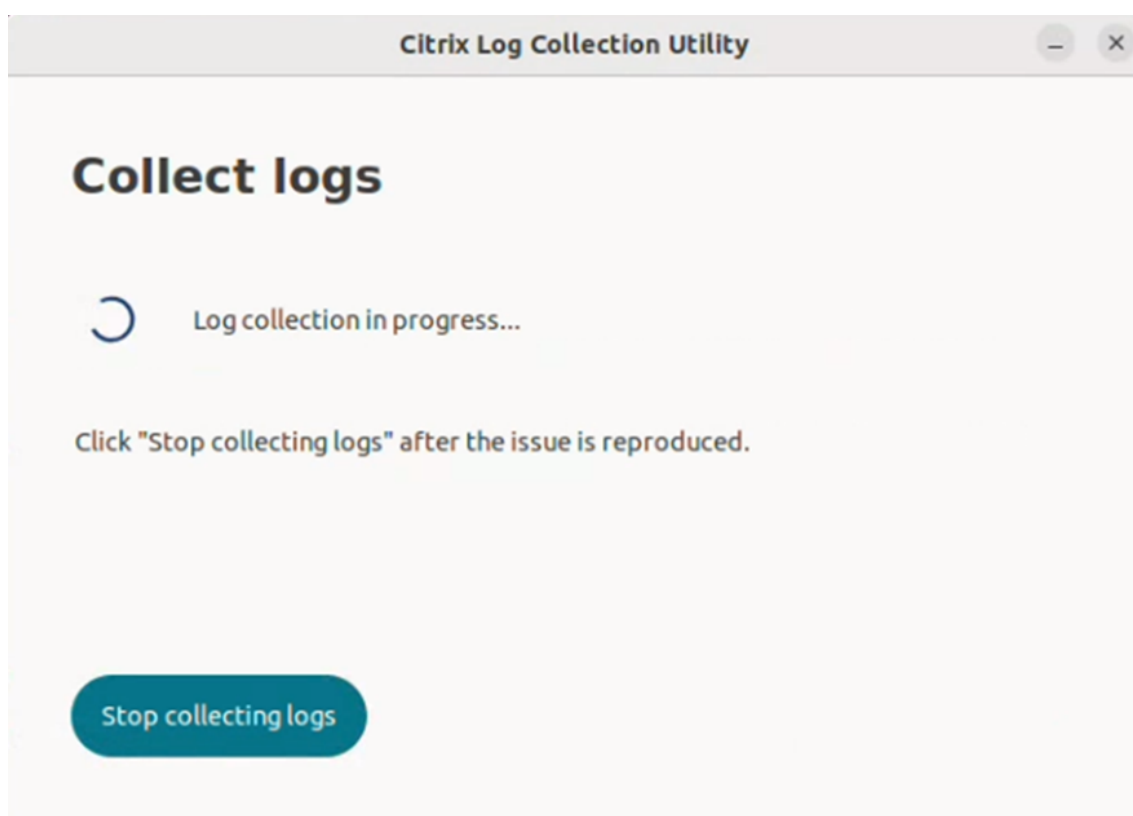 Citrix Log Collection Utility
Collect logs
Log collection in progress...
Click "Stop collecting logs" after the issue is reproduced.
Stop collecting logs